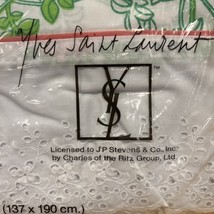 Yves Saint Laurent
YSL
TM
Licensed to J.P. Stevens & Co., Inc.
by Charles of the Ritz Group, Ltd.
(137 x 190 cm.)